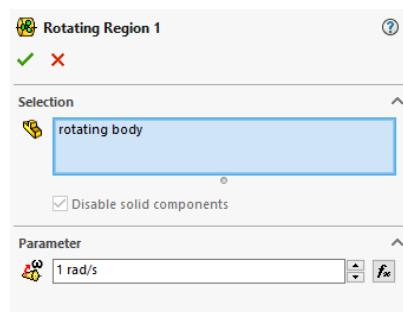 Rotating Region 1
Selection
rotating body
Disable solid components
Parameter
1 rad/s